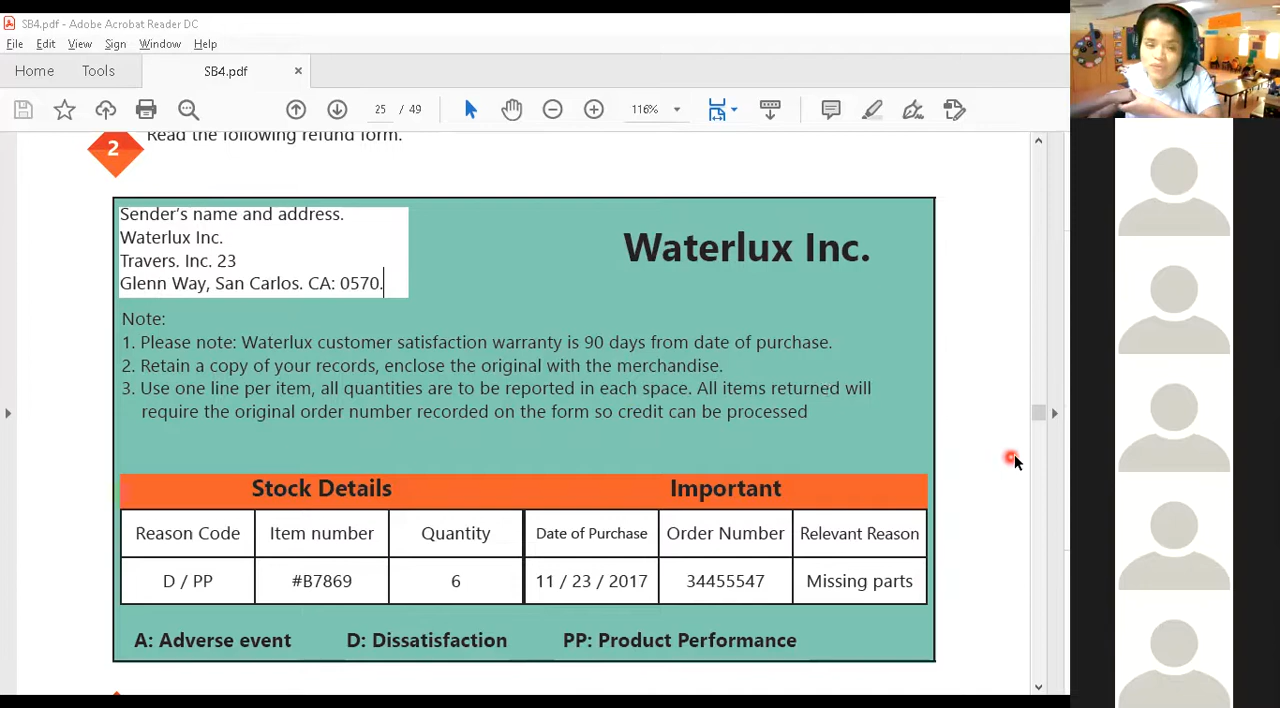 SB4.pdf - Adobe Acrobat Reader DC
File Edit View Sign Window Help
Home Tools SB4.pdf ×
25 / 49 116%
2 Read the following refund form.
Sender's name and address.
Waterlux Inc.
Travers. Inc. 23
Glenn Way, San Carlos. CA: 0570.
Waterlux Inc.
Note:
1. Please note: Waterlux customer satisfaction warranty is 90 days from date of purchase.
2. Retain a copy of your records, enclose the original with the merchandise.
3. Use one line per item, all quantities are to be reported in each space. All items returned will
require the original order number recorded on the form so credit can be processed
Stock Details Important
Reason Code Item number Quantity Date of Purchase Order Number Relevant Reason
D / PP #B7869 6 11 / 23 / 2017 34455547 Missing parts
A: Adverse event D: Dissatisfaction PP: Product Performance